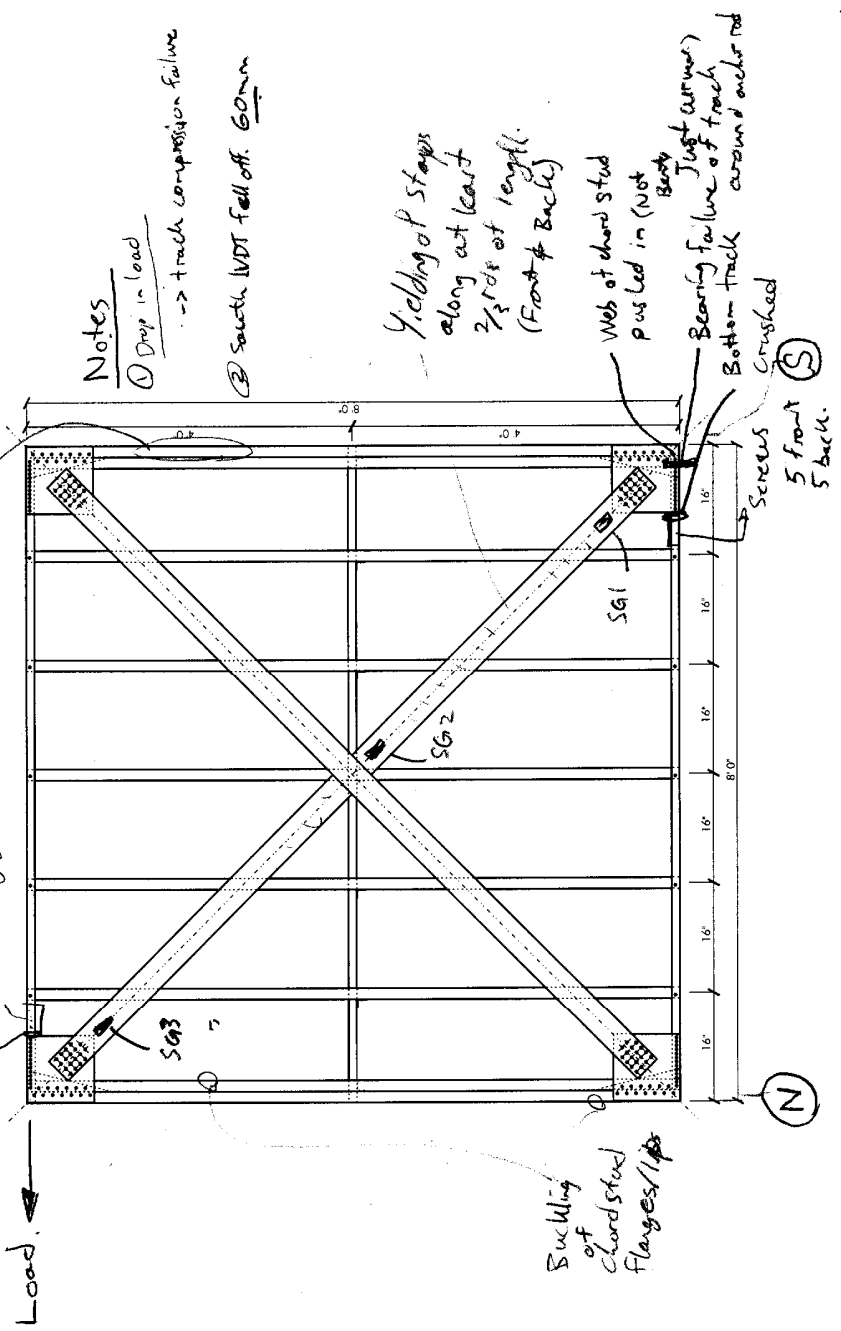 Load.
Notes
① Drop in load
-> track compression failure
② South LVDT fell off. 60mm
Yielding of straps
along at least
2/3 rds of length.
(Front & Back)
Web of chord stud
pushed in (Not
Just
Bearing failure of track
around anchor rod
Bottom track crushed
S
Screws
5 front
5 back.
SG1
SG2
SG3
"
Buckling
of
Chord stud
Flanges/lips
N
4'-0"
4'-0"
8'-0"
16"
16"
16"
16"
16"
16"
8'-0"